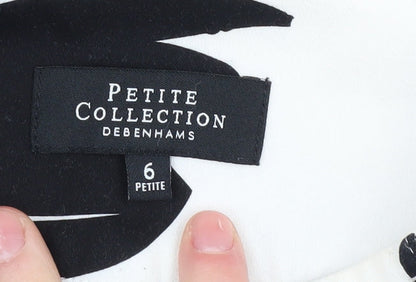 PETITE
COLLECTION
DEBENHAMS
6
PETITE